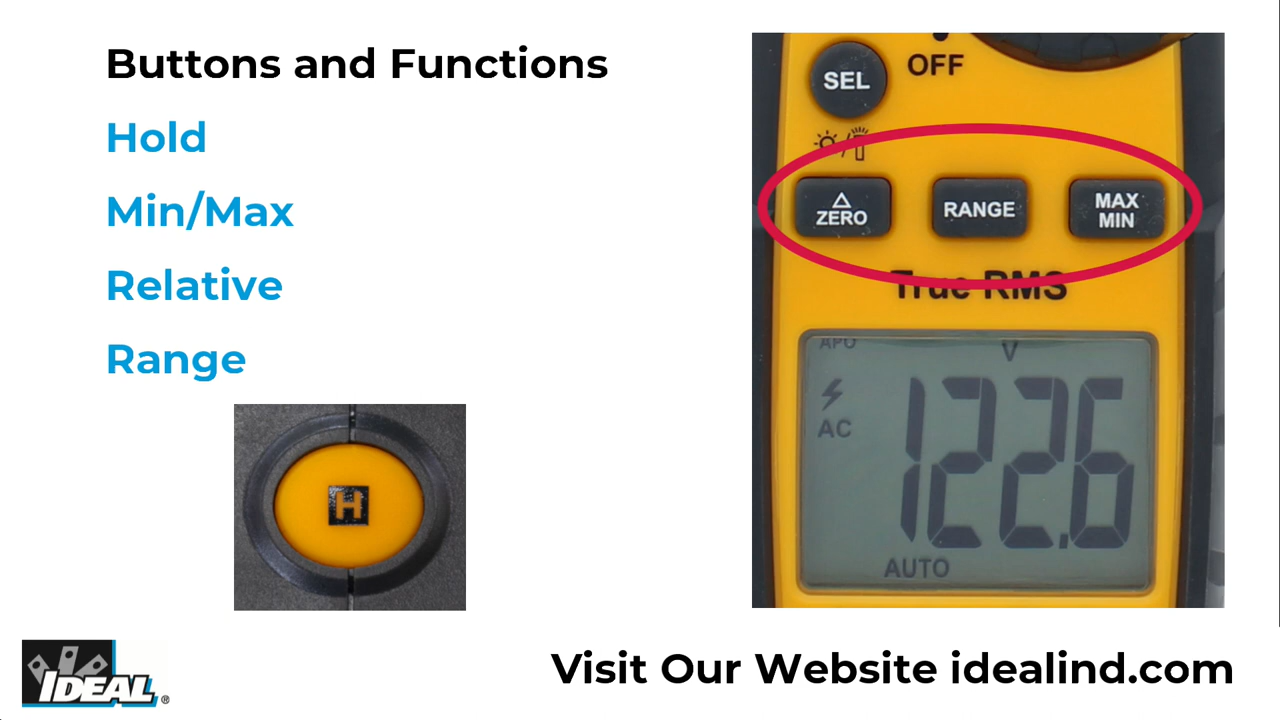 Buttons and Functions
Hold
Min/Max
Relative
Range
H
SEL
OFF
△
ZERO
RANGE
MAX
MIN
True RMS
APO
V
AC
122.6
AUTO
IDEAL®
Visit Our Website idealind.com